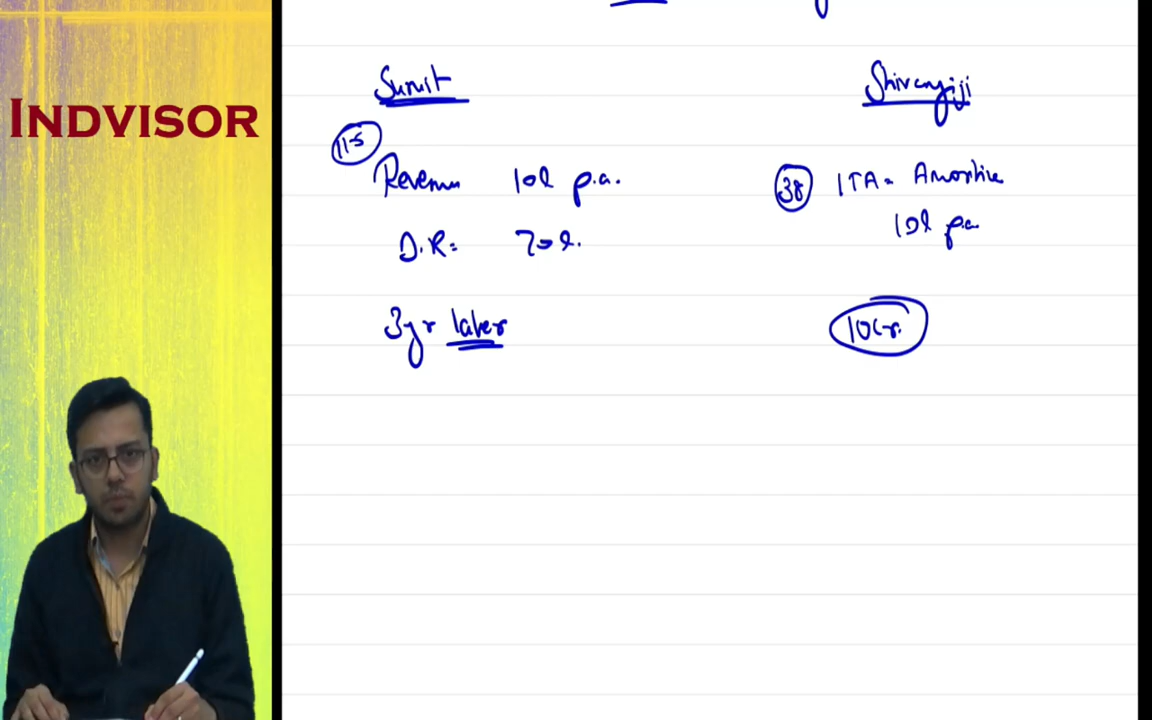 INDVISOR
Sumit
Shivangiji
115
Revenue 10l p.a.
D.R= 70l.
3yr later
38 ITA= Amortise
10l p.a
10Cr.